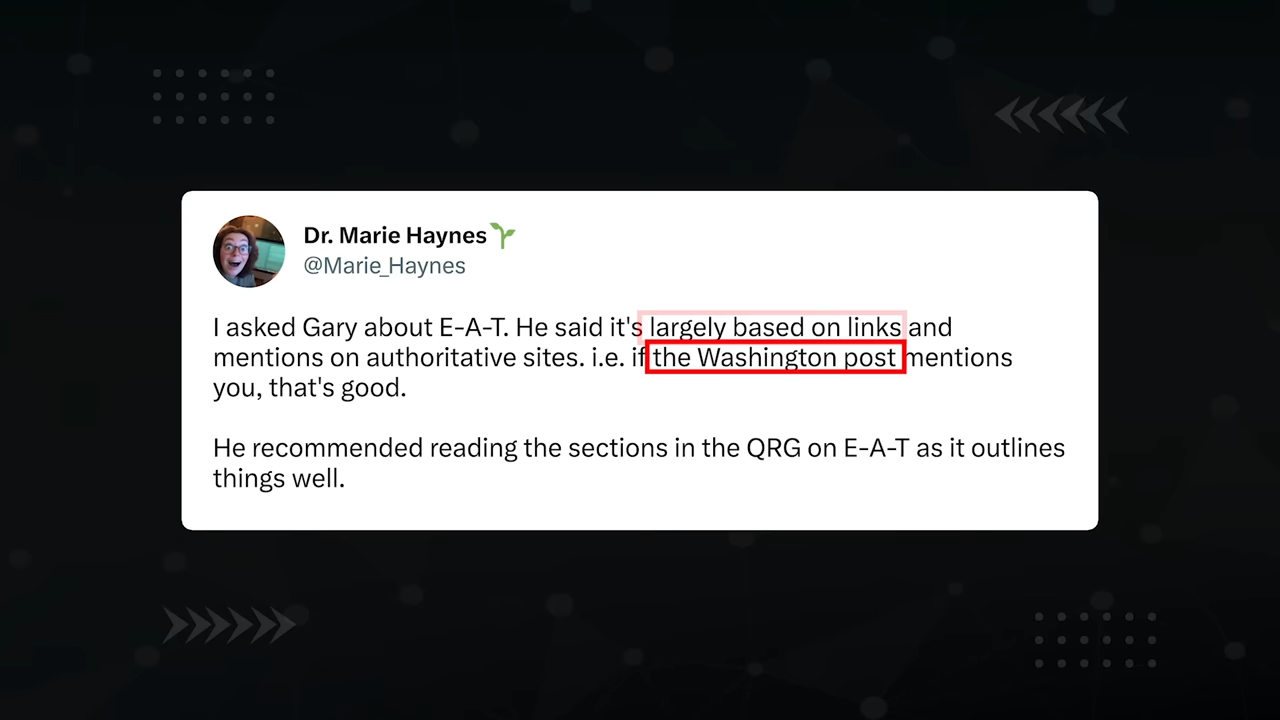 Dr. Marie Haynes
@Marie_Haynes
I asked Gary about E-A-T. He said it's largely based on links and
mentions on authoritative sites. i.e. if the Washington post mentions
you, that's good.
He recommended reading the sections in the QRG on E-A-T as it outlines
things well.